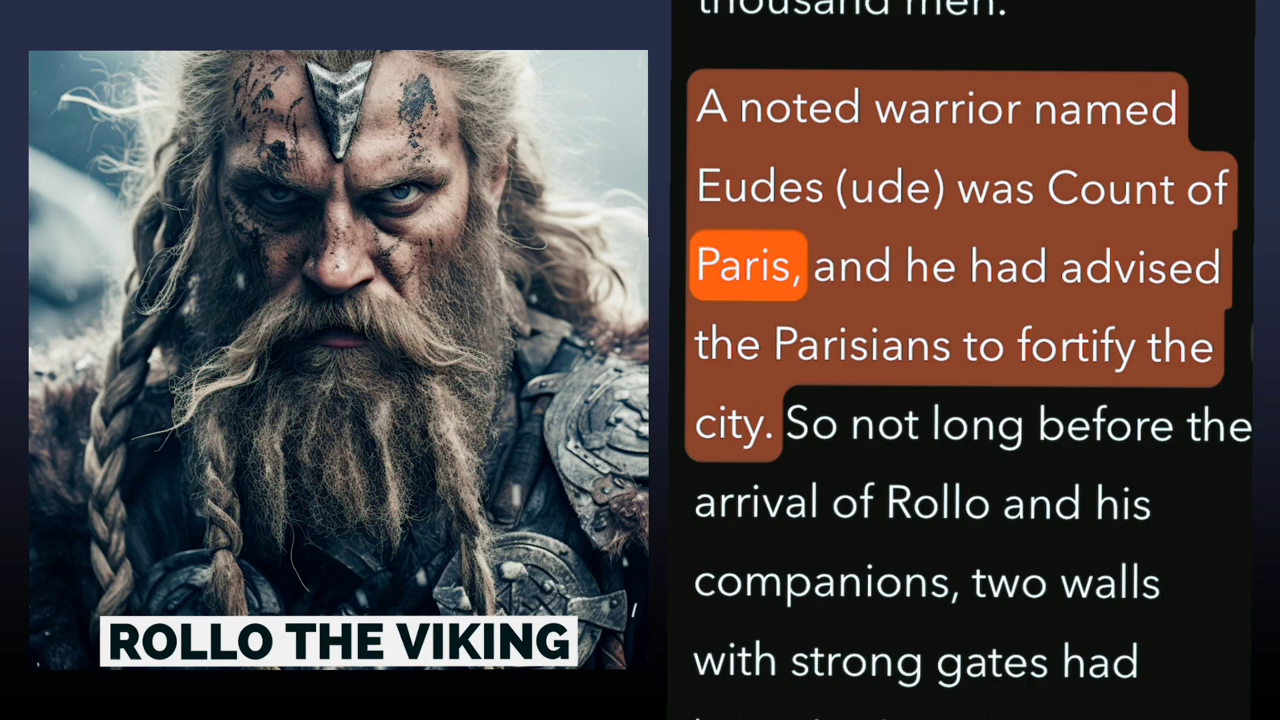 ROLLO THE VIKING
thousand men.
A noted warrior named
Eudes (ude) was Count of
Paris, and he had advised
the Parisians to fortify the
city. So not long before the
arrival of Rollo and his
companions, two walls
with strong gates had